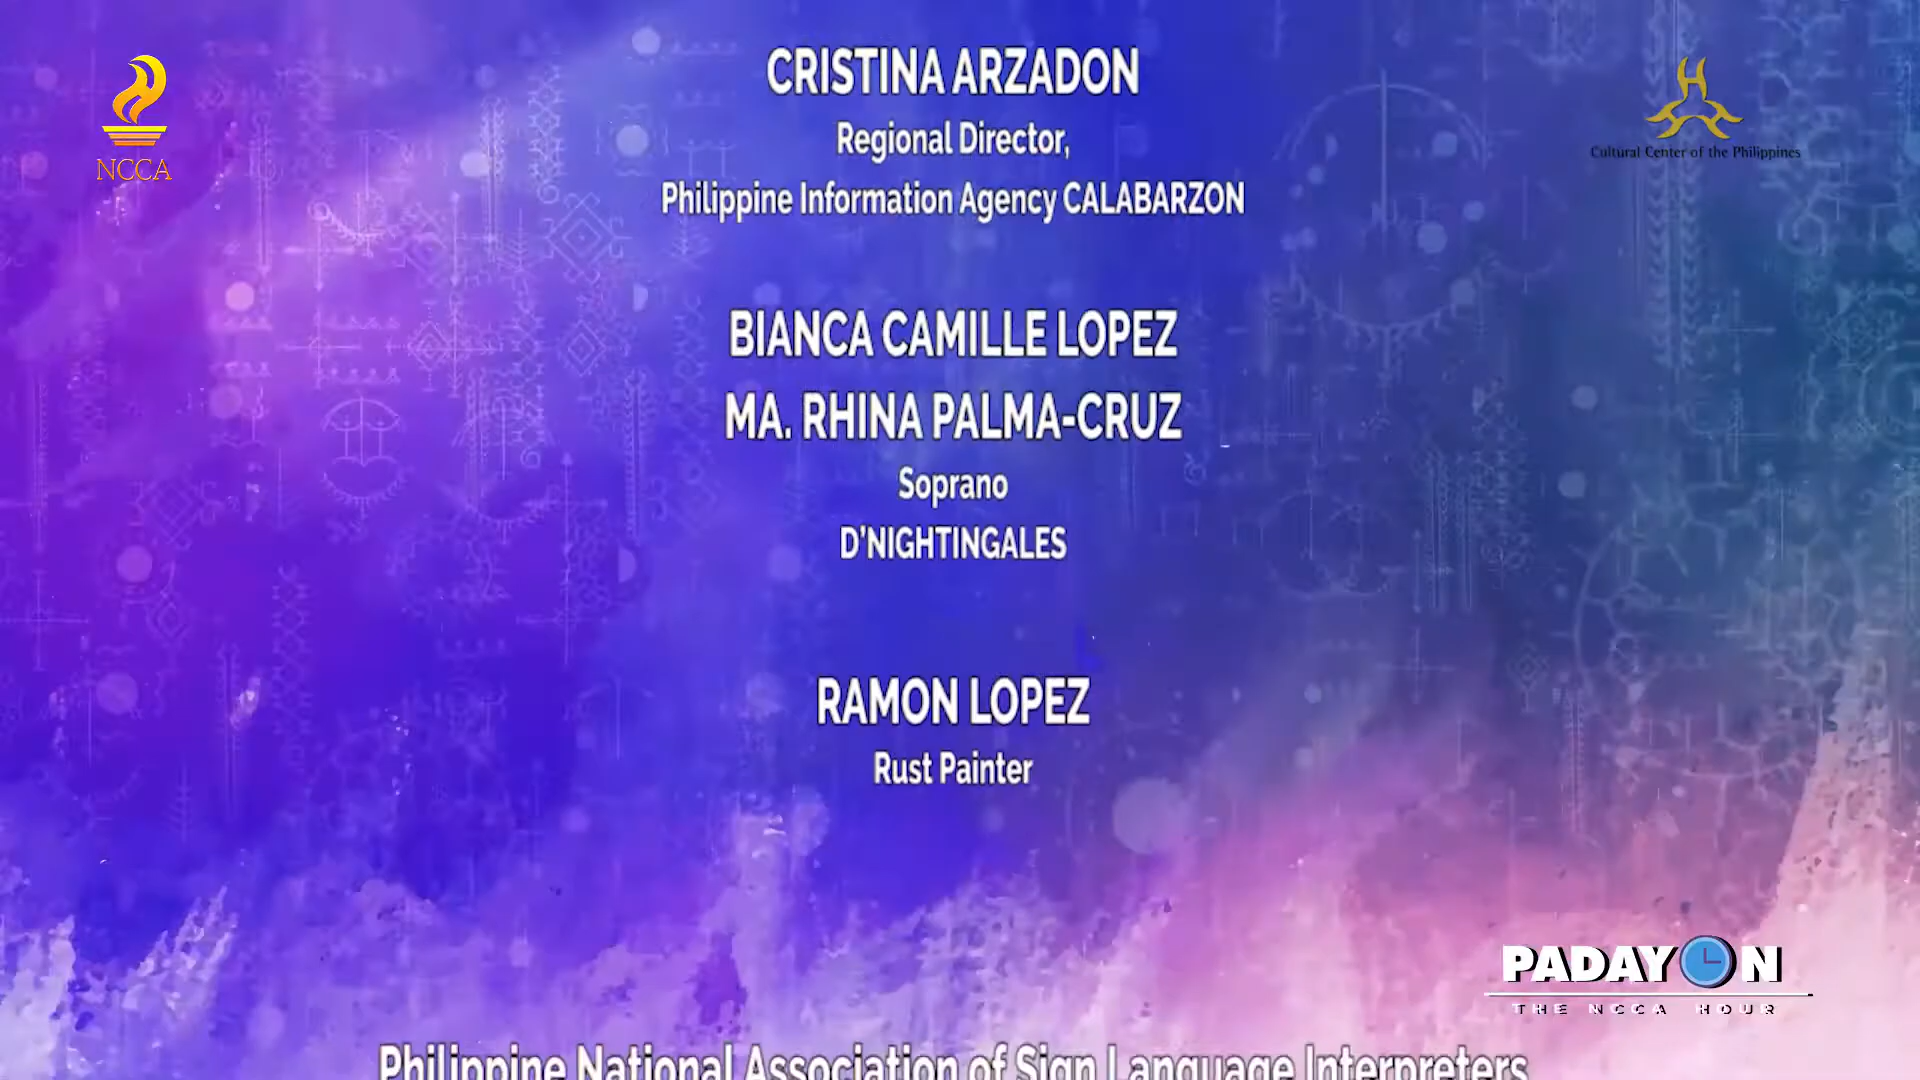 CRISTINA ARZADON
Regional Director,
Philippine Information Agency CALABARZON
NCCA
Cultural Center of the Philippines
BIANCA CAMILLE LOPEZ
MA. RHINA PALMA-CRUZ
Soprano
D'NIGHTINGALES
RAMON LOPEZ
Rust Painter
PADAYON
THE NCCA HOUR
Philippine National Association of Sign Language Interpreters